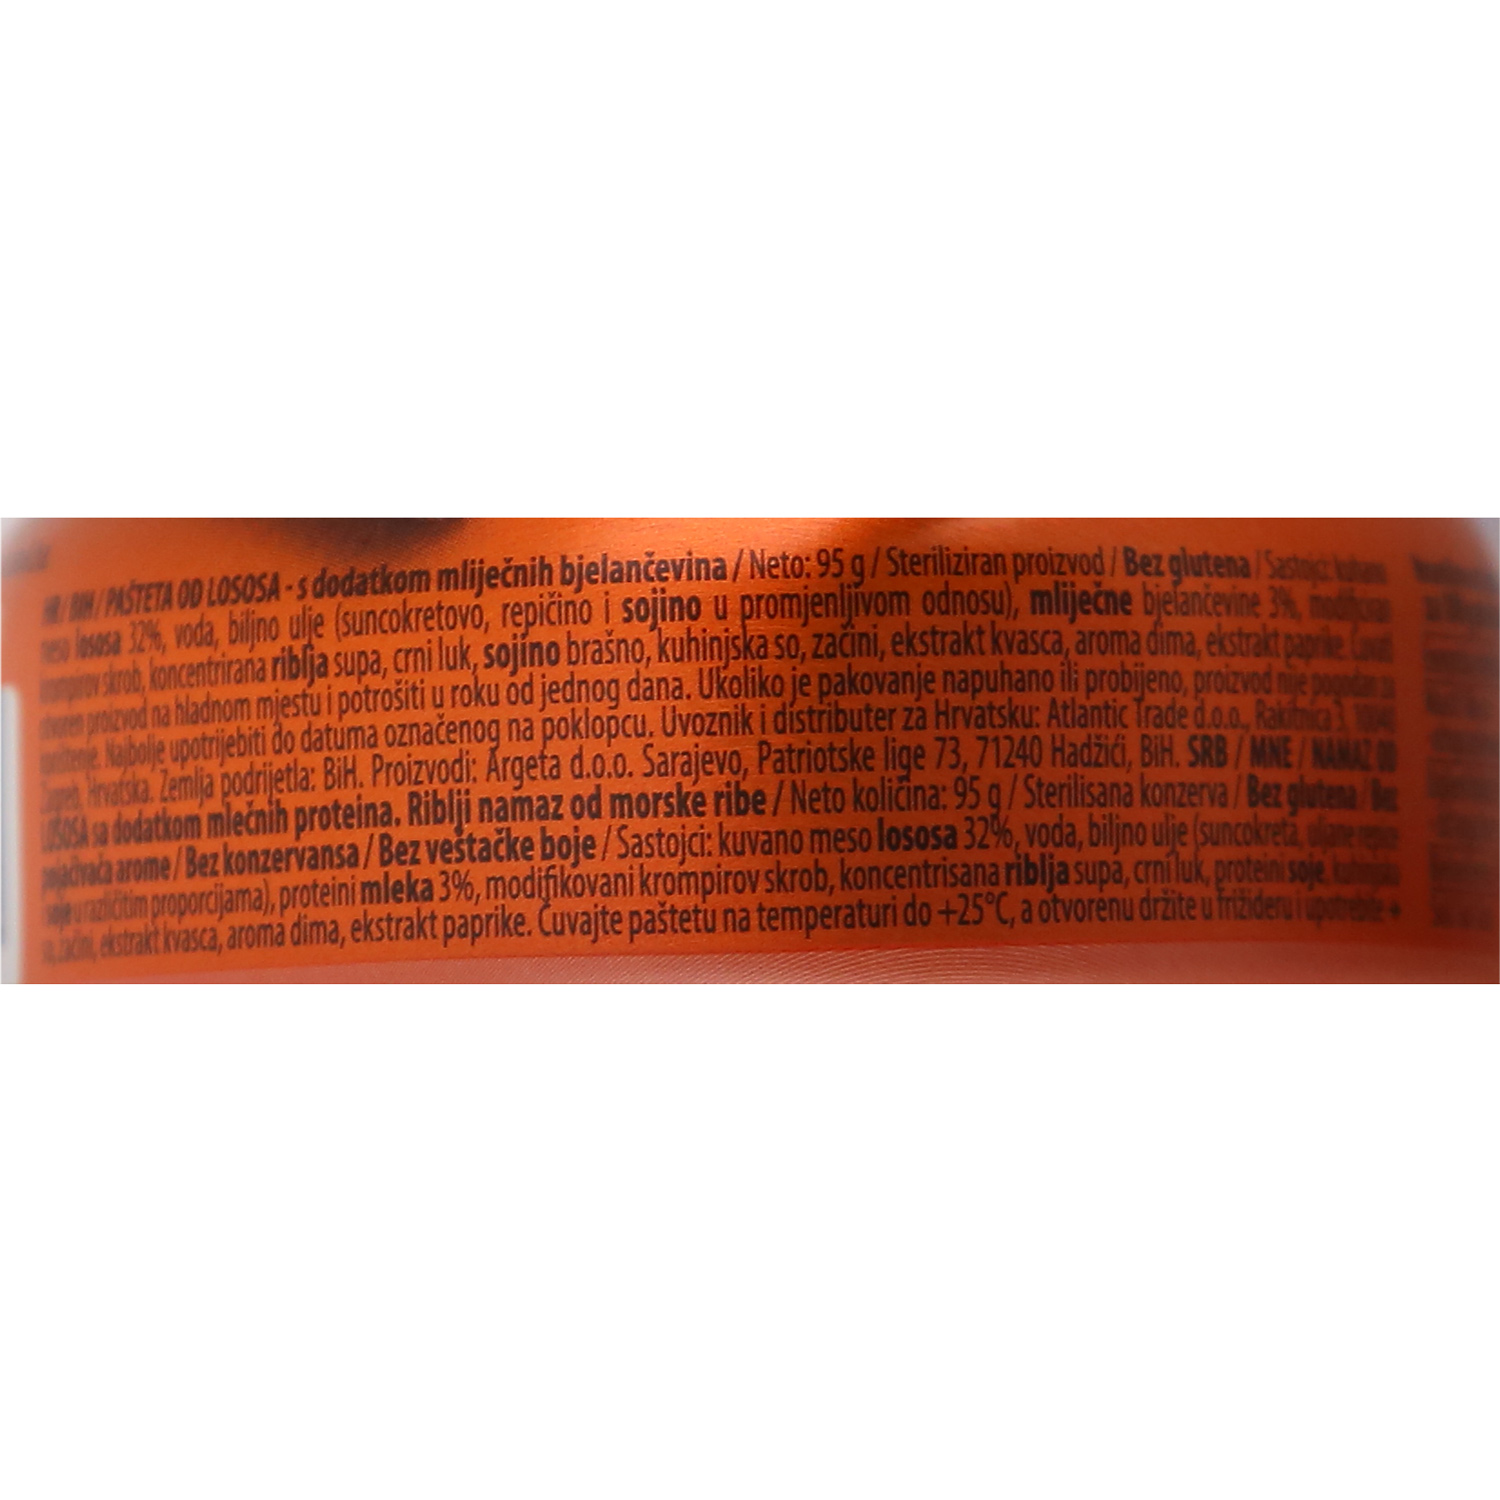 HR / BIH / PAŠTETA OD LOSOSA - s dodatkom mliječnih bjelančevina / Neto: 95 g / Steriliziran proizvod / Bez glutena / Sastojci: kuhano
meso lososa 32%, voda, biljno ulje (suncokretovo, repičino i sojino u promjenljivom odnosu), mliječne bjelančevine 3%, modificiran
krompirov skrob, koncentrirana riblja supa, crni luk, sojino brašno, kuhinjska so, začini, ekstrakt kvasca, aroma dima, ekstrakt paprike. Čuvati
otvoren proizvod na hladnom mjestu i potrošiti u roku od jednog dana. Ukoliko je pakovanje napuhano ili probijeno, proizvod nije pogodan za
korištenje. Najbolje upotrijebiti do datuma označenog na poklopcu. Uvoznik i distributer za Hrvatsku: Atlantic Trade d.o.o., Rakitnica 3, 10040
Zagreb, Hrvatska. Zemlja podrijetla: BiH. Proizvodi: Argeta d.o.o. Sarajevo, Patriotske lige 73, 71240 Hadžići, BiH. SRB / MNE / NAMAZ OD
LOSOSA sa dodatkom mlečnih proteina. Riblji namaz od morske ribe / Neto količina: 95 g / Sterilisana konzerva / Bez glutena / Bez
pojačivača arome / Bez konzervansa / Bez veštačke boje / Sastojci: kuvano meso lososa 32%, voda, biljno ulje (suncokreta, uljane repice
soje u različitim proporcijama), proteini mleka 3%, modifikovani krompirov skrob, koncentrisana riblja supa, crni luk, proteini soje, kuhinjska
so, začini, ekstrakt kvasca, aroma dima, ekstrakt paprike. Čuvajte paštetu na temperaturi do +25°C, a otvorenu držite u frižideru i upotrebite +